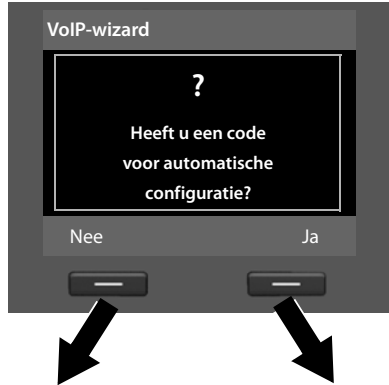 VoIP-wizard
?
Heeft u een code
voor automatische
configuratie?
Nee Ja